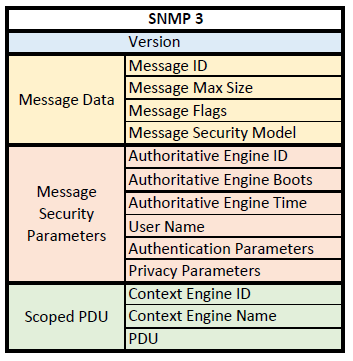 SNMP 3
Version
Message Data
Message ID
Message Max Size
Message Flags
Message Security Model
Message
Security
Parameters
Authoritative Engine ID
Authoritative Engine Boots
Authoritative Engine Time
User Name
Authentication Parameters
Privacy Parameters
Scoped PDU
Context Engine ID
Context Engine Name
PDU